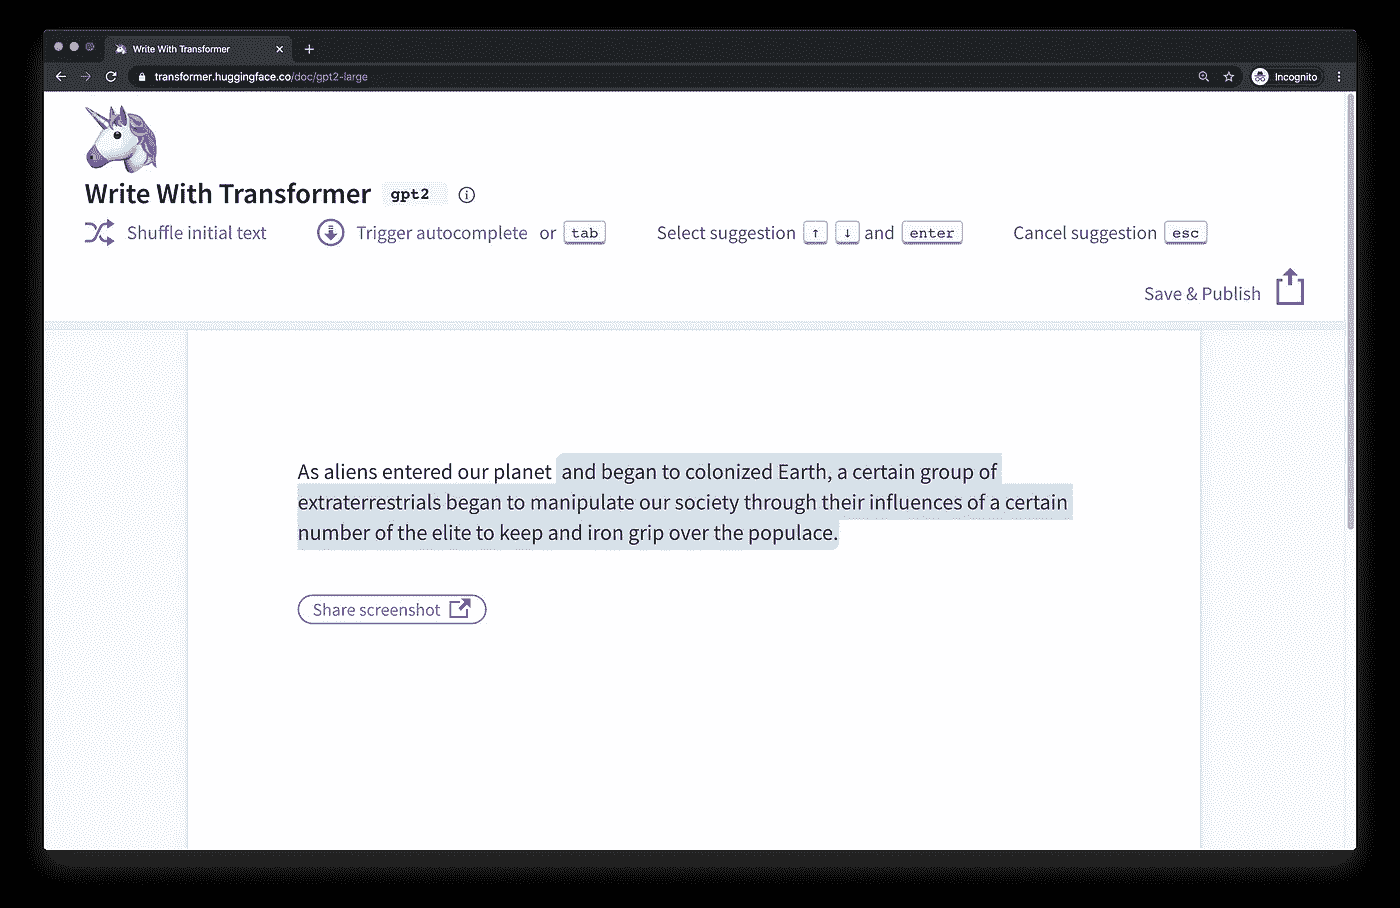 Write With Transformer
transformer.huggingface.co/doc/gpt2-large
Incognito
Write With Transformer gpt2
Shuffle initial text Trigger autocomplete or tab Select suggestion ↑ ↓ and enter Cancel suggestion esc
Save & Publish
As aliens entered our planet and began to colonized Earth, a certain group of
extraterrestrials began to manipulate our society through their influences of a certain
number of the elite to keep and iron grip over the populace.
Share screenshot